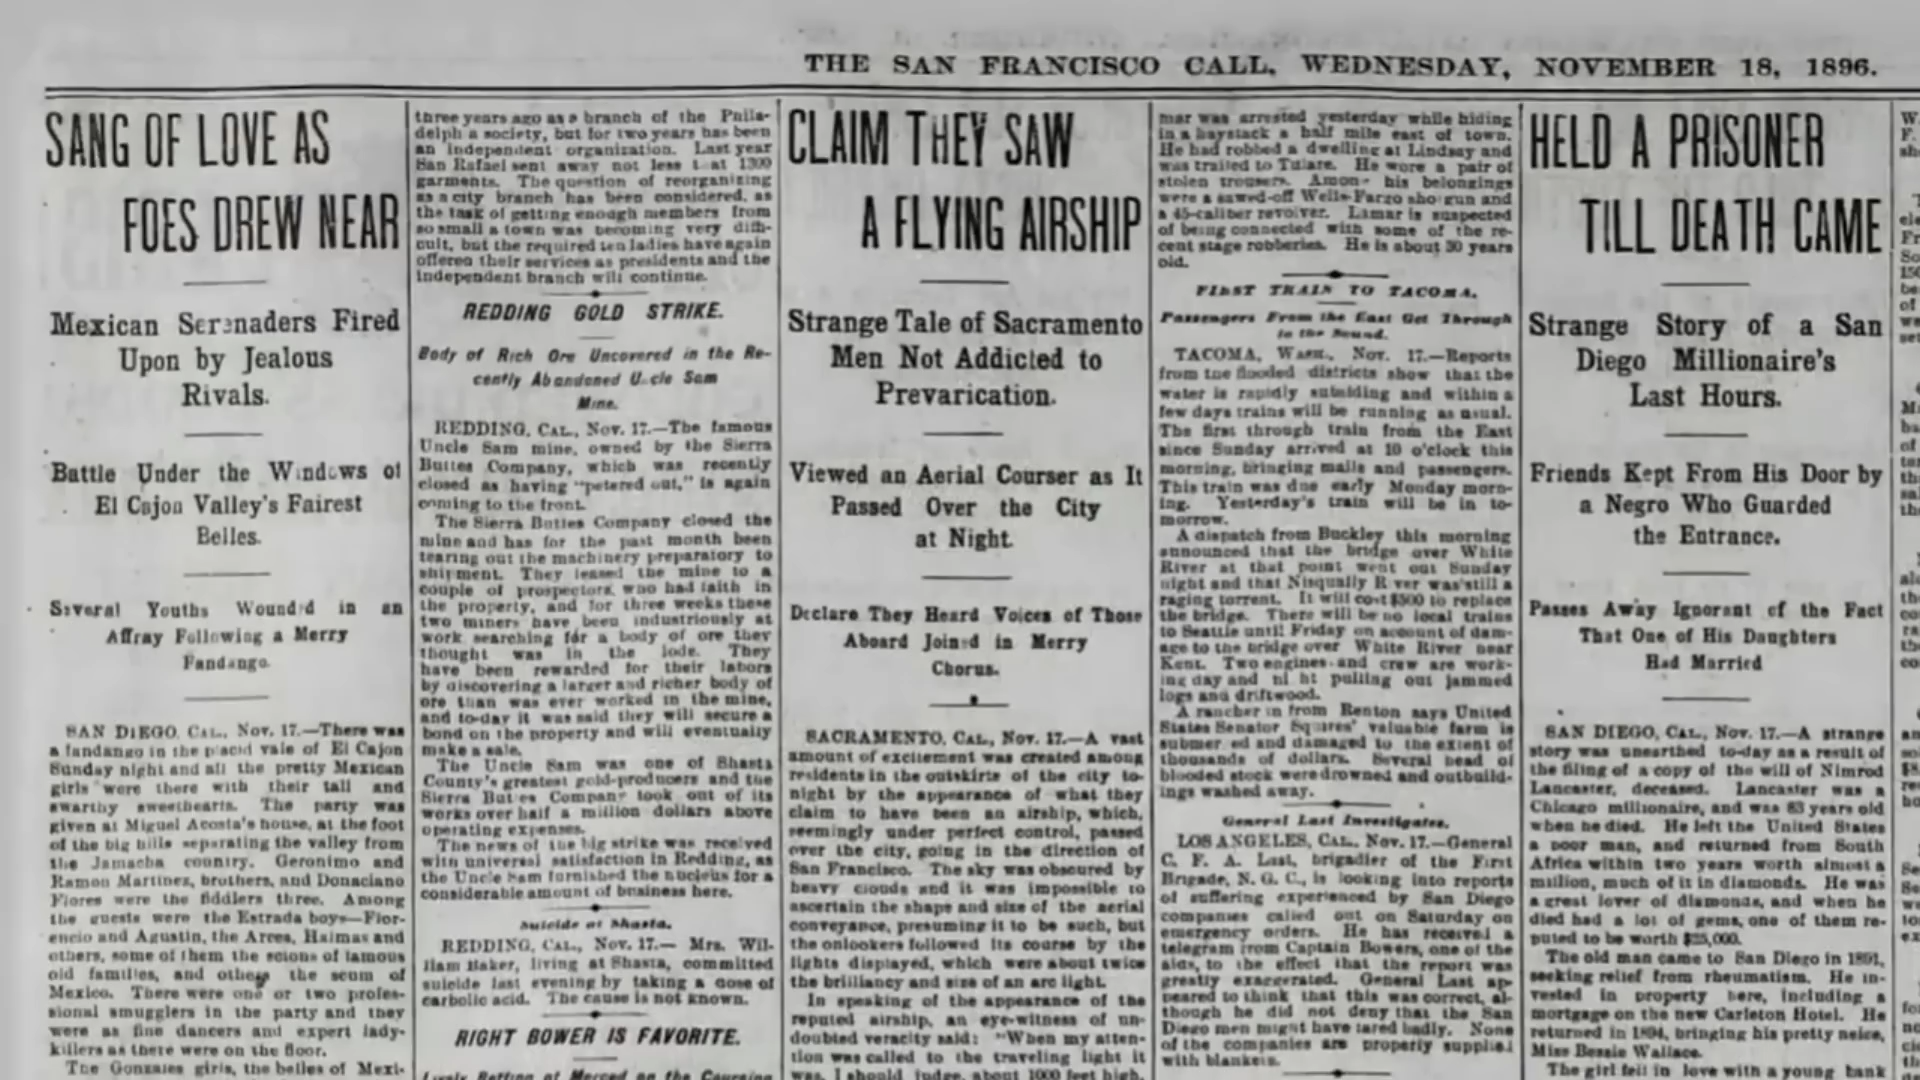 THE SAN FRANCISCO CALL, WEDNESDAY, NOVEMBER 18, 1896.
SANG OF LOVE AS
FOES DREW NEAR
Mexican Serenaders Fired
Upon by Jealous
Rivals.
Battle Under the Windows of
El Cajon Valley's Fairest
Belles.
Several Youths Wounded in an
Affray Following a Merry
Fandango.
SAN DIEGO, CAL., Nov. 17.—There was
a fandango in the placid vale of El Cajon
Sunday night and all the pretty Mexican
girls were there with their tall and
swarthy sweethearts. The party was
given at Miguel Acosta's house, at the foot
of the big hills separating the valley from
the Jamacha country. Geronimo and
Ramon Martinez, brothers, and Donaciano
Flores were the fiddlers three. Among
the guests were the Estrada boys—Flor-
encio and Agustin, the Arces, Haimas and
others, some of them the scions of famous
old families, and others the scum of
Mexico. There were one or two profes-
sional smugglers in the party and they
were as fine dancers and expert lady-
killers as there were on the floor.
The Gonzales girls, the belles of Mexi-
three years ago as a branch of the Phila-
delphia society, but for two years has been
an independent organization. Last year
San Rafael sent away not less that 1300
garments. The question of reorganizing
as a city branch has been considered, as
the task of getting enough members from
so small a town was becoming very diffi-
cult, but the required ten ladies have again
offered their services as presidents and the
independent branch will continue.
REDDING GOLD STRIKE.
Body of Rich Ore Uncovered in the Re-
cently Abandoned Uncle Sam
Mine.
REDDING, CAL., Nov. 17.—The famous
Uncle Sam mine, owned by the Sierra
Buttes Company, which was recently
closed as having "petered out," is again
coming to the front.
The Sierra Buttes Company closed the
mine and has for the past month been
tearing out the machinery preparatory to
shipment. They leased the mine to a
couple of prospectors, who had faith in
the property, and for three weeks these
two miners have been industriously at
work searching for a body of ore they
thought was in the lode. They
have been rewarded for their labors
by discovering a larger and richer body of
ore than was ever worked in the mine,
and to-day it was said they will secure a
bond on the property and will eventually
make a sale.
The Uncle Sam was one of Shasta
County's greatest gold-producers and the
Sierra Buttes Company took out of its
works over half a million dollars above
operating expenses.
The news of the big strike was received
with universal satisfaction in Redding, as
the Uncle Sam furnished the nucleus for a
considerable amount of business here.
Suicide at Shasta.
REDDING, CAL., Nov. 17.— Mrs. Wil-
liam Baker, living at Shasta, committed
suicide last evening by taking a dose of
carbolic acid. The cause is not known.
RIGHT BOWER IS FAVORITE.
Lively Betting at Merced on the Coursing
CLAIM THEY SAW
A FLYING AIRSHIP
Strange Tale of Sacramento
Men Not Addicted to
Prevarication.
Viewed an Aerial Courser as It
Passed Over the City
at Night.
Declare They Heard Voices of Those
Aboard Joined in Merry
Chorus.
SACRAMENTO, CAL., Nov. 17.—A vast
amount of excitement was created among
residents in the outskirts of the city to-
night by the appearance of what they
claim to have been an airship, which,
seemingly under perfect control, passed
over the city, going in the direction of
San Francisco. The sky was obscured by
heavy clouds and it was impossible to
ascertain the shape and size of the aerial
conveyance, presuming it to be such, but
the onlookers followed its course by the
lights displayed, which were about twice
the brilliancy and size of an arc light.
In speaking of the appearance of the
reputed airship, an eye-witness of un-
doubted veracity said: "When my atten-
tion was called to the traveling light it
was, I should judge, about 1000 feet high,
mar was arrested yesterday while hiding
in a haystack a half mile east of town.
He had robbed a dwelling at Lindsay and
was trailed to Tulare. He wore a pair of
stolen trousers. Among his belongings
were a sawed-off Wells-Fargo shotgun and
a 45-caliber revolver. Lamar is suspected
of being connected with some of the re-
cent stage robberies. He is about 30 years
old.
FIRST TRAIN TO TACOMA.
Passengers From the East Get Through
to the Sound.
TACOMA, WASH., Nov. 17.—Reports
from the flooded districts show that the
water is rapidly subsiding and within a
few days trains will be running as usual.
The first through train from the East
since Sunday arrived at 10 o'clock this
morning, bringing mails and passengers.
This train was due early Monday morn-
ing. Yesterday's train will be in to-
morrow.
A dispatch from Buckley this morning
announced that the bridge over White
River at that point went out Sunday
night and that Nisqually River was still a
raging torrent. It will cost $500 to replace
the bridge. There will be no local trains
to Seattle until Friday on account of dam-
age to the bridge over White River near
Kent. Two engines and crew are work-
ing day and night pulling out jammed
logs and driftwood.
A rancher in from Renton says United
States Senator Squires' valuable farm is
submerged and damaged to the extent of
thousands of dollars. Several head of
blooded stock were drowned and outbuild-
ings washed away.
General Last Investigates.
LOS ANGELES, CAL., Nov. 17.—General
C. F. A. Last, brigadier of the First
Brigade, N. G. C., is looking into reports
of suffering experienced by San Diego
companies called out on Saturday on
emergency orders. He has received a
telegram from Captain Bowers, one of the
aids, to the effect that the report was
greatly exaggerated. General Last ap-
peared to think that this was correct, al-
though he did not deny that the San
Diego men might have fared badly. None
of the companies are properly supplied
with blankets.
HELD A PRISONER
TILL DEATH CAME
Strange Story of a San
Diego Millionaire's
Last Hours.
Friends Kept From His Door by
a Negro Who Guarded
the Entrance.
Passes Away Ignorant of the Fact
That One of His Daughters
Had Married
SAN DIEGO, CAL., Nov. 17.—A strange
story was unearthed to-day as a result of
the filing of a copy of the will of Nimrod
Lancaster, deceased. Lancaster was a
Chicago millionaire, and was 63 years old
when he died. He left the United States
a poor man, and returned from South
Africa within two years worth almost a
million, much of it in diamonds. He was
a great lover of diamonds, and when he
died had a lot of gems, one of them re-
puted to be worth $25,000.
The old man came to San Diego in 1891,
seeking relief from rheumatism. He in-
vested in property here, including a
mortgage on the new Carleton Hotel. He
returned in 1894, bringing his pretty neice,
Miss Bessie Wallace.
The girl fell in love with a young bank